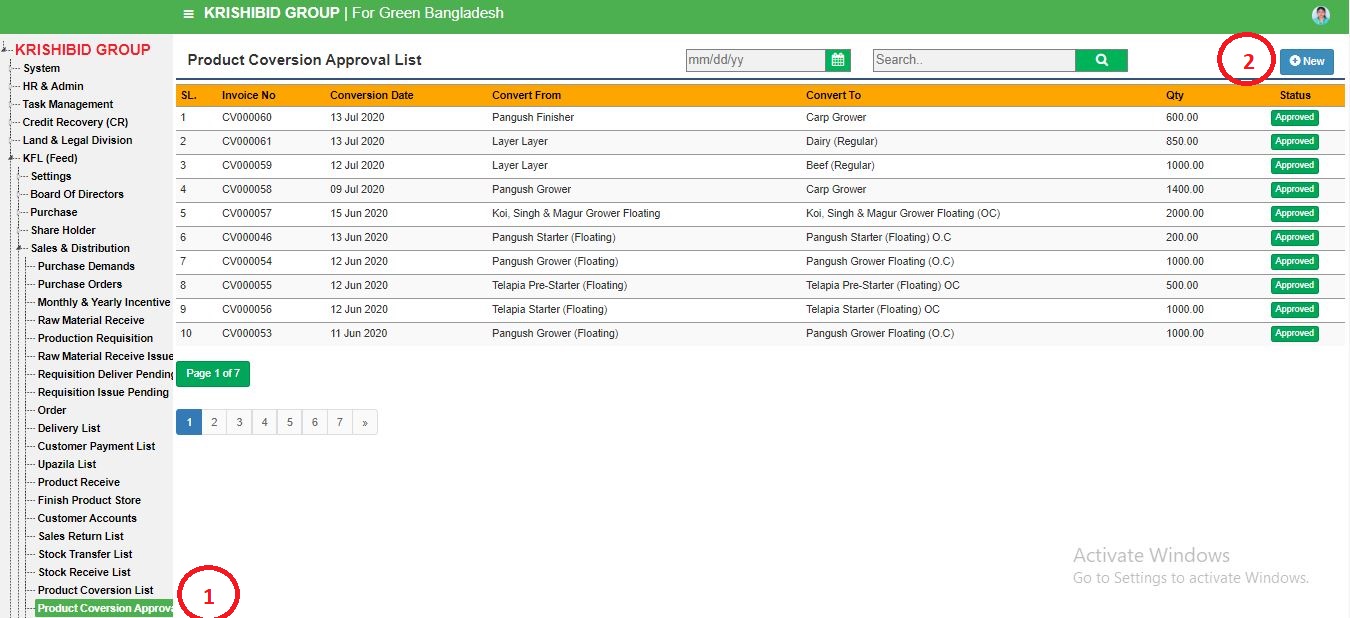 ≡ KRISHIBID GROUP | For Green Bangladesh
KRISHIBID GROUP
System
HR & Admin
Task Management
Credit Recovery (CR)
Land & Legal Division
KFL (Feed)
Settings
Board Of Directors
Purchase
Share Holder
Sales & Distribution
Purchase Demands
Purchase Orders
Monthly & Yearly Incentive
Raw Material Receive
Production Requisition
Raw Material Receive Issue
Requisition Deliver Pending
Requisition Issue Pending
Order
Delivery List
Customer Payment List
Upazila List
Product Receive
Finish Product Store
Customer Accounts
Sales Return List
Stock Transfer List
Stock Receive List
Product Coversion List
Product Coversion Approva
1
Product Coversion Approval List mm/dd/yy Search.. 2 New
SL. Invoice No Conversion Date Convert From Convert To Qty Status
1 CV000060 13 Jul 2020 Pangush Finisher Carp Grower 600.00 Approved
2 CV000061 13 Jul 2020 Layer Layer Dairy (Regular) 850.00 Approved
3 CV000059 12 Jul 2020 Layer Layer Beef (Regular) 1000.00 Approved
4 CV000058 09 Jul 2020 Pangush Grower Carp Grower 1400.00 Approved
5 CV000057 15 Jun 2020 Koi, Singh & Magur Grower Floating Koi, Singh & Magur Grower Floating (OC) 2000.00 Approved
6 CV000046 13 Jun 2020 Pangush Starter (Floating) Pangush Starter (Floating) O.C 200.00 Approved
7 CV000054 12 Jun 2020 Pangush Grower (Floating) Pangush Grower Floating (O.C) 1000.00 Approved
8 CV000055 12 Jun 2020 Telapia Pre-Starter (Floating) Telapia Pre-Starter (Floating) OC 500.00 Approved
9 CV000056 12 Jun 2020 Telapia Starter (Floating) Telapia Starter (Floating) OC 1000.00 Approved
10 CV000053 11 Jun 2020 Pangush Grower (Floating) Pangush Grower Floating (O.C) 1000.00 Approved
Page 1 of 7
1 2 3 4 5 6 7 »
Activate Windows
Go to Settings to activate Windows.